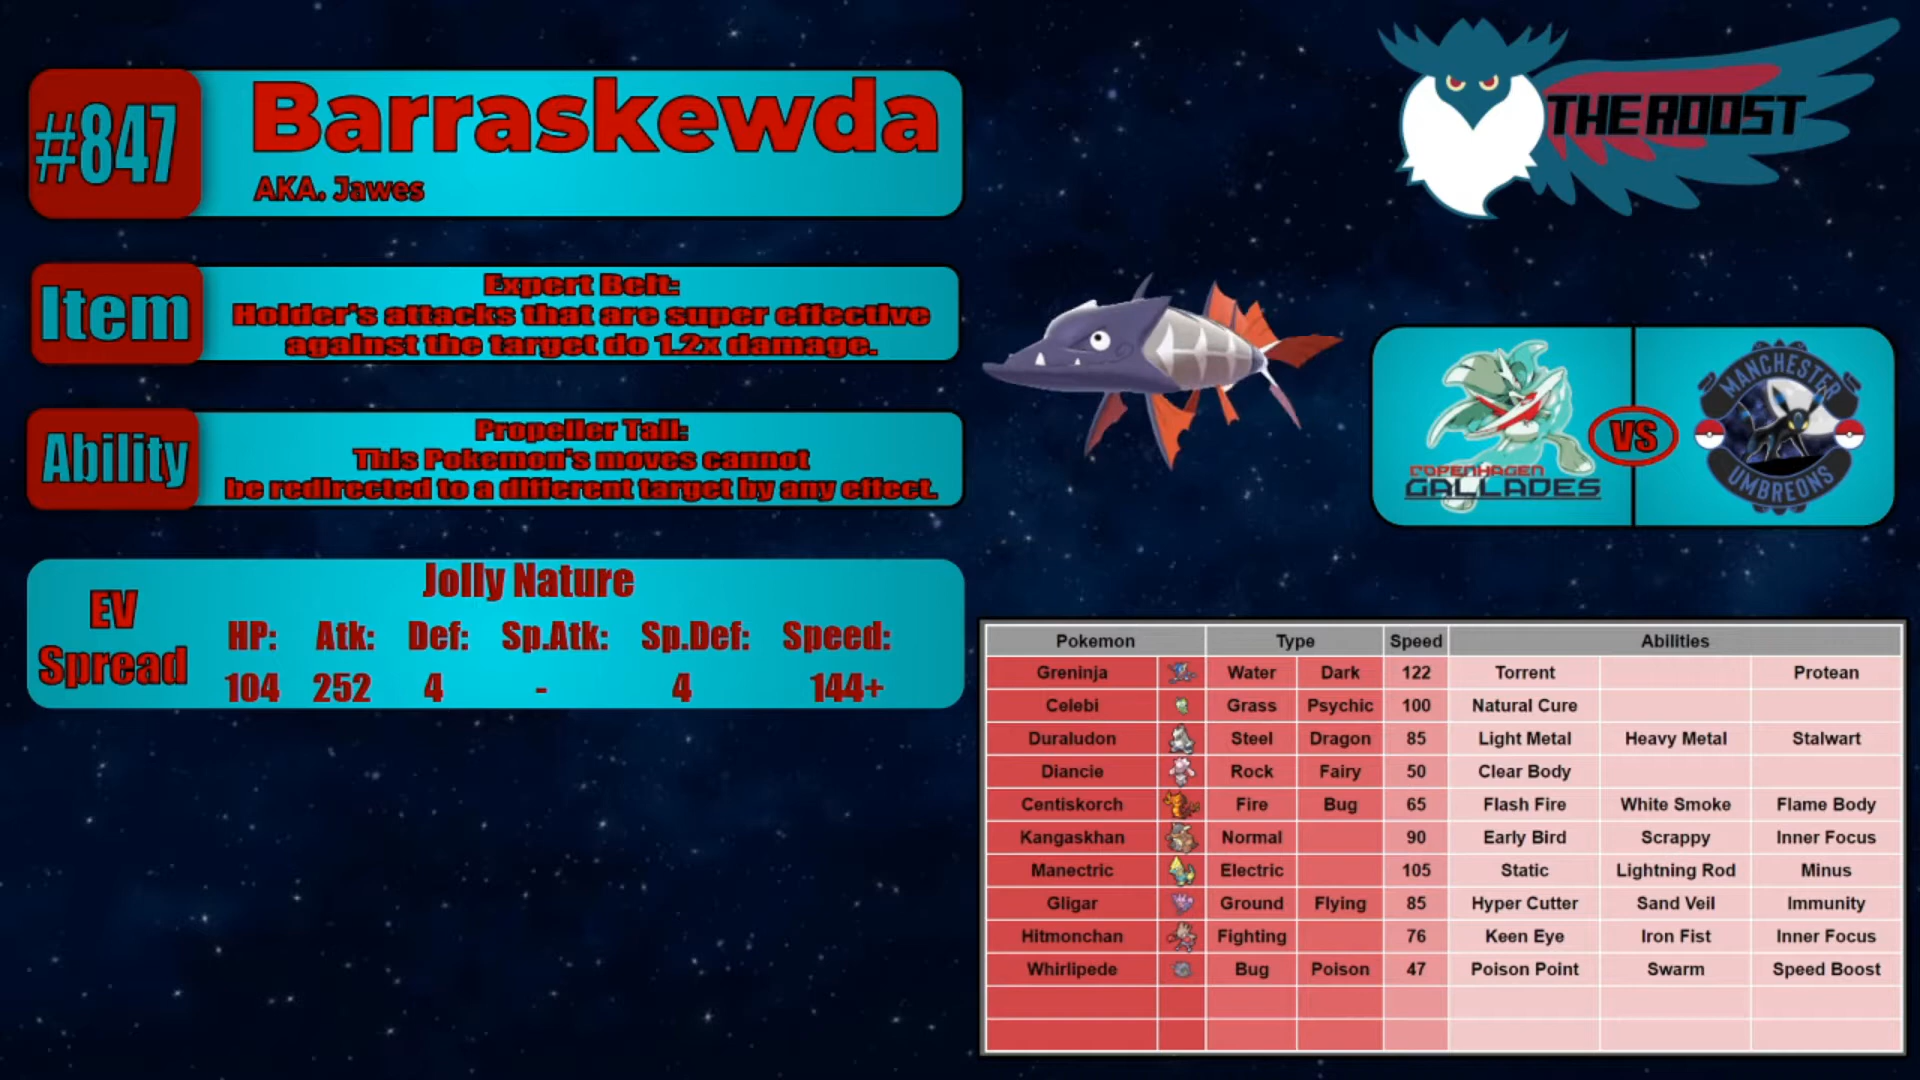 #847
Barraskewda
AKA. Jawes
THE ROOST
Item
Expert Belt:
Holder's attacks that are super effective
against the target do 1.2x damage.
Ability
Propeller Tail:
This Pokemon's moves cannot
be redirected to a different target by any effect.
COPENHAGEN
GALLADES
VS
MANCHESTER
UMBREONS
EV
Spread
Jolly Nature
HP: Atk: Def: Sp.Atk: Sp.Def: Speed:
104 252 4 - 4 144+
Pokemon Type Speed Abilities
Greninja Water Dark 122 Torrent Protean
Celebi Grass Psychic 100 Natural Cure
Duraludon Steel Dragon 85 Light Metal Heavy Metal Stalwart
Diancie Rock Fairy 50 Clear Body
Centiskorch Fire Bug 65 Flash Fire White Smoke Flame Body
Kangaskhan Normal 90 Early Bird Scrappy Inner Focus
Manectric Electric 105 Static Lightning Rod Minus
Gligar Ground Flying 85 Hyper Cutter Sand Veil Immunity
Hitmonchan Fighting 76 Keen Eye Iron Fist Inner Focus
Whirlipede Bug Poison 47 Poison Point Swarm Speed Boost